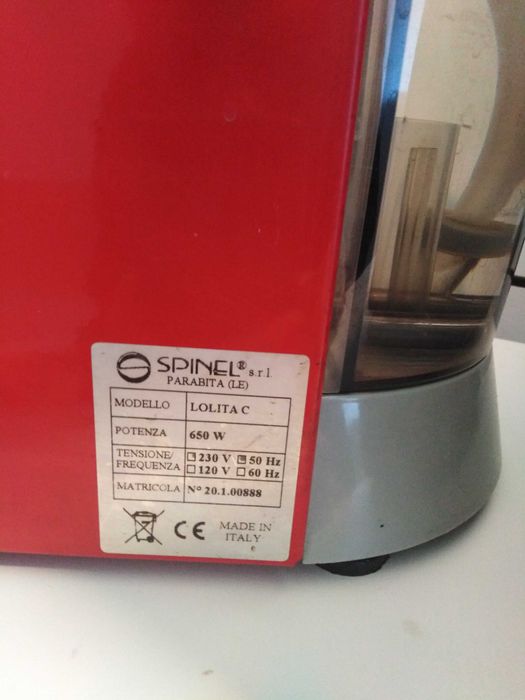 SPINEL® s.r.l.
PARABITA (LE)
MODELLO LOLITA C
POTENZA 650 W
TENSIONE/ 230 V 50 Hz
FREQUENZA 120 V 60 Hz
MATRICOLA N° 20.1.00888
CE MADE IN
ITALY